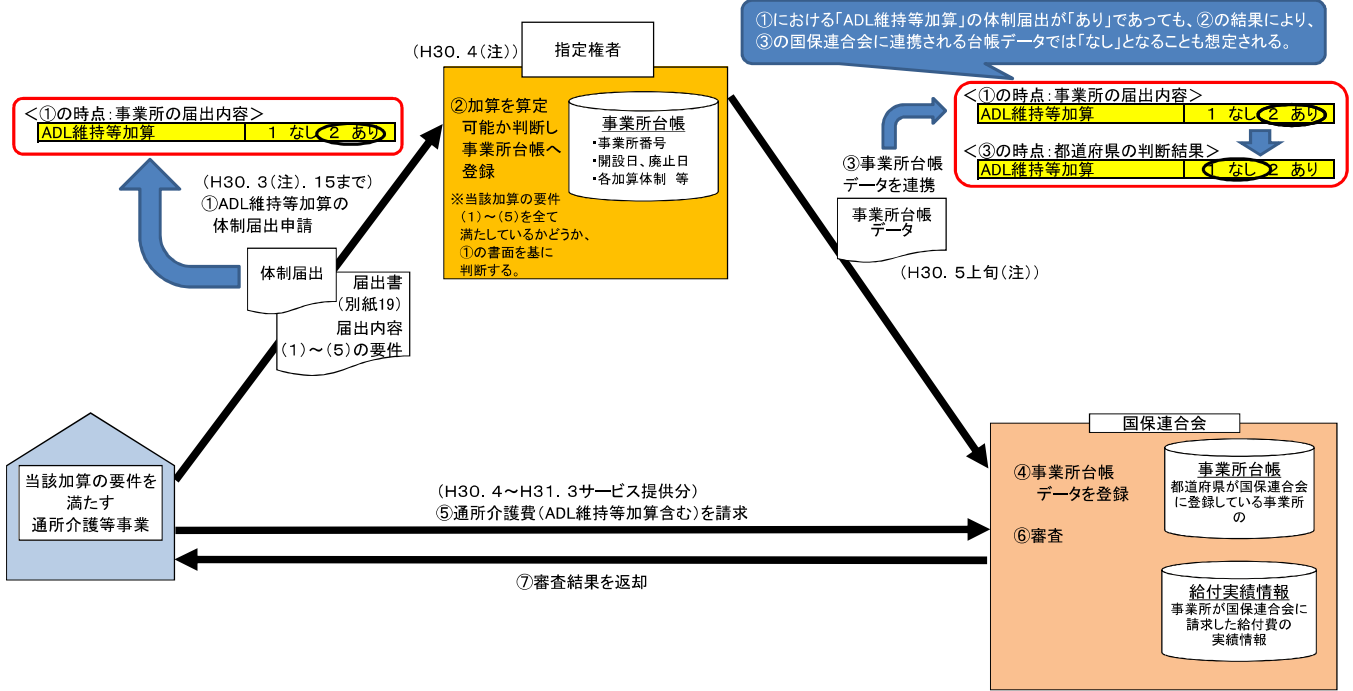 ①における「ADL維持等加算」の体制届出が「あり」であっても、②の結果により、
③の国保連合会に連携される台帳データでは「なし」となることも想定される。
(H30.4(注))
指定権者
②加算を算定
可能か判断し
事業所台帳へ
登録
※当該加算の要件
(1)～(5)を全て
満たしているかどうか、
①の書面を基に
判断する。
事業所台帳
・事業所番号
・開設日、廃止日
・各加算体制 等
<①の時点:事業所の届出内容>
ADL維持等加算 1 なし 2 あり
(H30.3(注).15まで)
①ADL維持等加算の
体制届出申請
体制届出
届出書
(別紙19)
届出内容
(1)～(5)の要件
③事業所台帳
データを連携
事業所台帳
データ
(H30.5上旬(注))
<①の時点:事業所の届出内容>
ADL維持等加算 1 なし 2 あり
<③の時点:都道府県の判断結果>
ADL維持等加算 1 なし 2 あり
当該加算の要件を
満たす
通所介護等事業
(H30.4～H31.3サービス提供分)
⑤通所介護費(ADL維持等加算含む)を請求
⑦審査結果を返却
国保連合会
④事業所台帳
データを登録
⑥審査
事業所台帳
都道府県が国保連合会
に登録している事業所
の
給付実績情報
事業所が国保連合会に
請求した給付費の
実績情報